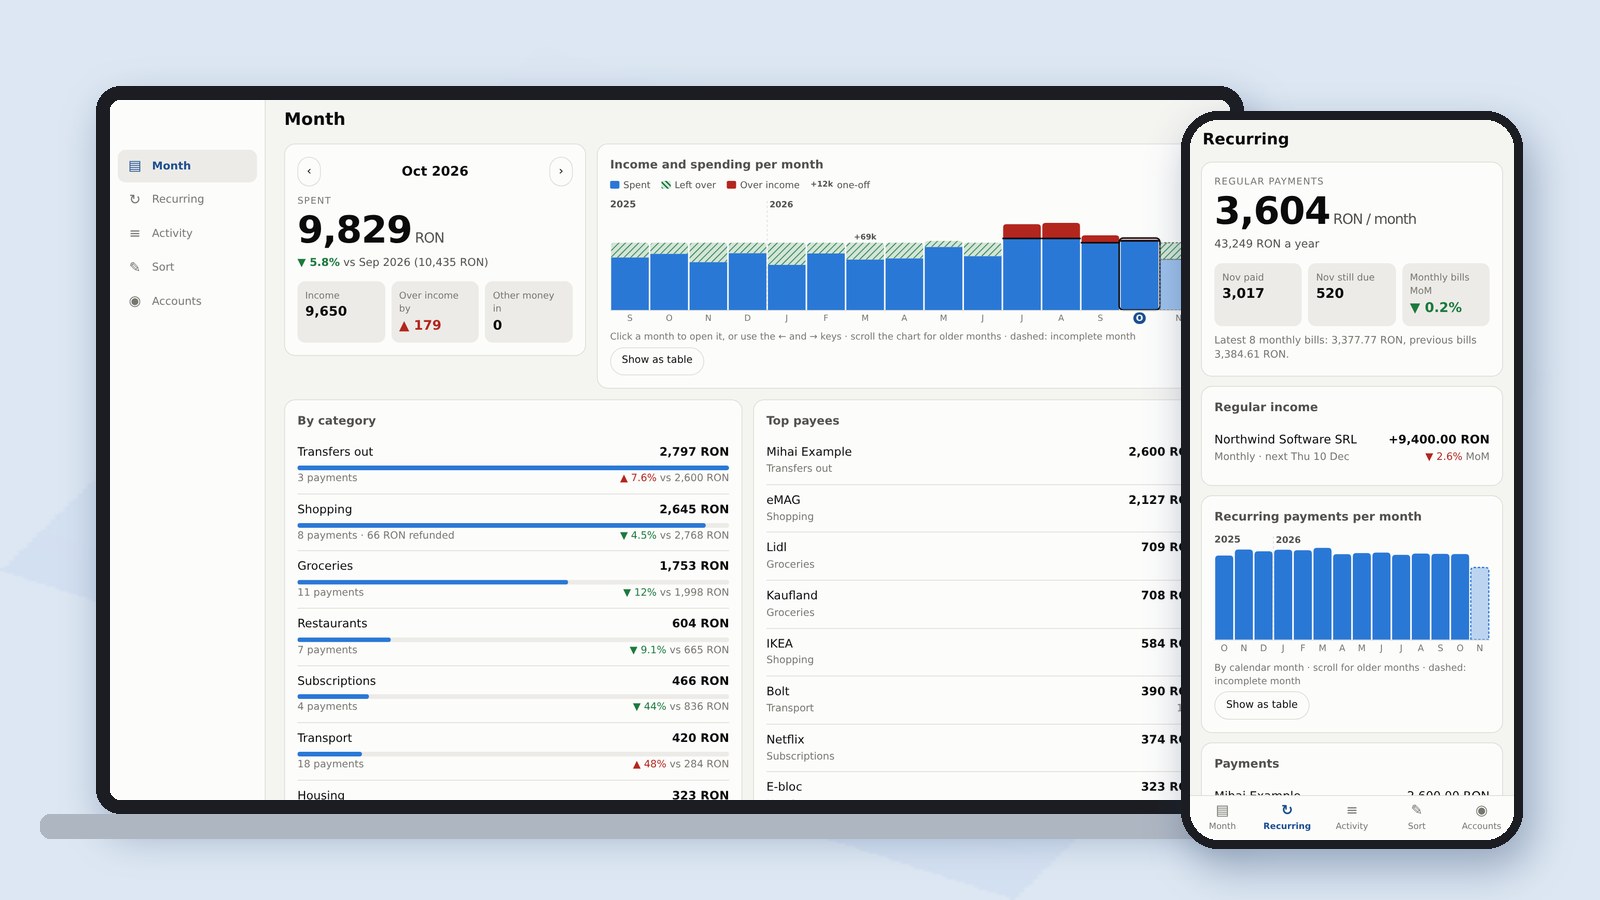 Month
Month
Recurring
Activity
Sort
Accounts
‹ Oct 2026 ›
SPENT
9,829 RON
▼ 5.8% vs Sep 2026 (10,435 RON)
Income
9,650
Over income by
▲ 179
Other money in
0
Income and spending per month
Spent Left over Over income +12k one-off
2025 2026
+69k
S O N D J F M A M J J A S O N
Click a month to open it, or use the ← and → keys · scroll the chart for older months · dashed: incomplete month
Show as table
By category
Transfers out 2,797 RON
3 payments ▲ 7.6% vs 2,600 RON
Shopping 2,645 RON
8 payments · 66 RON refunded ▼ 4.5% vs 2,768 RON
Groceries 1,753 RON
11 payments ▼ 12% vs 1,998 RON
Restaurants 604 RON
7 payments ▼ 9.1% vs 665 RON
Subscriptions 466 RON
4 payments ▼ 44% vs 836 RON
Transport 420 RON
18 payments ▲ 48% vs 284 RON
Housing 323 RON
Top payees
Mihai Example 2,600
Transfers out
eMAG 2,127
Shopping
Lidl 709
Groceries
Kaufland 708
Groceries
IKEA 584
Shopping
Bolt 390
Transport
Netflix 374
Subscriptions
E-bloc 323
Recurring
REGULAR PAYMENTS
3,604 RON / month
43,249 RON a year
Nov paid
3,017
Nov still due
520
Monthly bills MoM
▼ 0.2%
Latest 8 monthly bills: 3,377.77 RON, previous bills
3,384.61 RON.
Regular income
Northwind Software SRL +9,400.00 RON
Monthly · next Thu 10 Dec ▼ 2.6% MoM
Recurring payments per month
2025 2026
O N D J F M A M J J A S O N
By calendar month · scroll for older months · dashed:
incomplete month
Show as table
Payments
Mihai Example 2,600.00 RON
Month Recurring Activity Sort Accounts